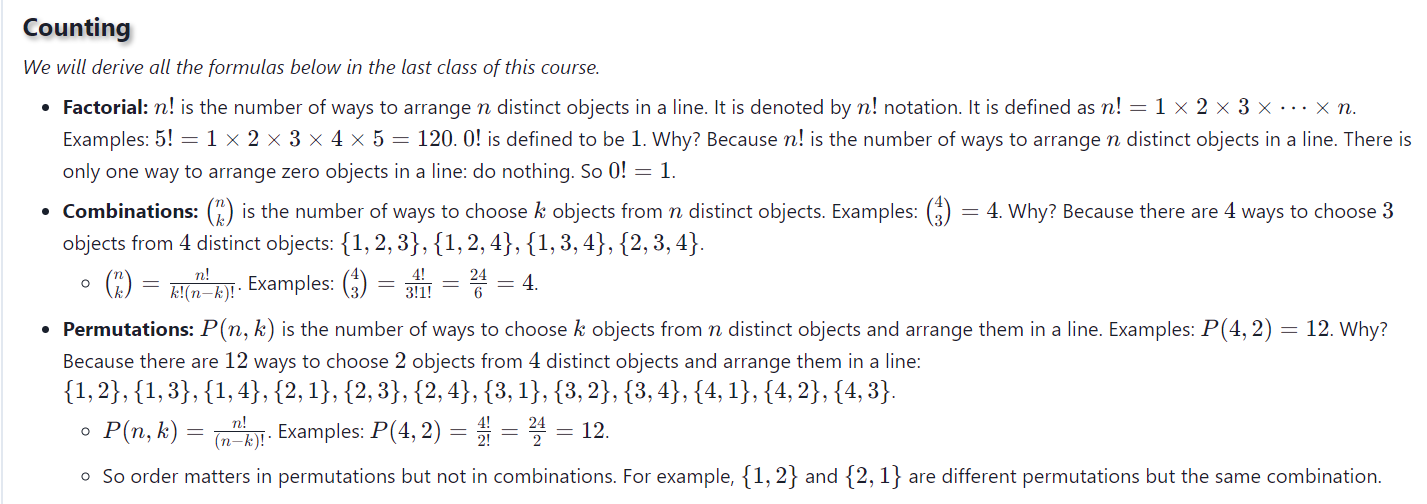 Counting
We will derive all the formulas below in the last class of this course.
• Factorial: n! is the number of ways to arrange n distinct objects in a line. It is denoted by n! notation. It is defined as n! = 1 × 2 × 3 × ⋯ × n.
Examples: 5! = 1 × 2 × 3 × 4 × 5 = 120. 0! is defined to be 1. Why? Because n! is the number of ways to arrange n distinct objects in a line. There is
only one way to arrange zero objects in a line: do nothing. So 0! = 1.
• Combinations: \binom{n}{k} is the number of ways to choose k objects from n distinct objects. Examples: \binom{4}{3} = 4. Why? Because there are 4 ways to choose 3
objects from 4 distinct objects: {1, 2, 3}, {1, 2, 4}, {1, 3, 4}, {2, 3, 4}.
◦ \binom{n}{k} = \frac{n!}{k!(n−k)!}. Examples: \binom{4}{3} = \frac{4!}{3!1!} = \frac{24}{6} = 4.
• Permutations: P(n, k) is the number of ways to choose k objects from n distinct objects and arrange them in a line. Examples: P(4, 2) = 12. Why?
Because there are 12 ways to choose 2 objects from 4 distinct objects and arrange them in a line:
{1, 2}, {1, 3}, {1, 4}, {2, 1}, {2, 3}, {2, 4}, {3, 1}, {3, 2}, {3, 4}, {4, 1}, {4, 2}, {4, 3}.
◦ P(n, k) = \frac{n!}{(n−k)!}. Examples: P(4, 2) = \frac{4!}{2!} = \frac{24}{2} = 12.
◦ So order matters in permutations but not in combinations. For example, {1, 2} and {2, 1} are different permutations but the same combination.